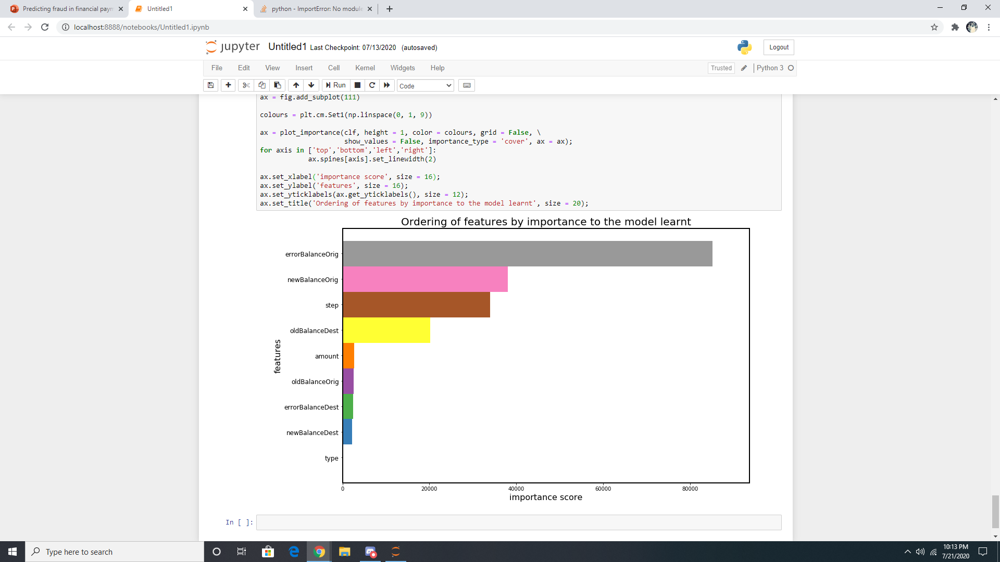 Predicting fraud in financial paym
Untitled1
python - ImportError: No module
localhost:8888/notebooks/Untitled1.ipynb
jupyter Untitled1 Last Checkpoint: 07/13/2020 (autosaved)
Logout
File Edit View Insert Cell Kernel Widgets Help
Trusted
Python 3
Run
Code
ax = fig.add_subplot(111)
colours = plt.cm.Set1(np.linspace(0, 1, 9))
ax = plot_importance(clf, height = 1, color = colours, grid = False, \
show_values = False, importance_type = 'cover', ax = ax);
for axis in ['top','bottom','left','right']:
ax.spines[axis].set_linewidth(2)
ax.set_xlabel('importance score', size = 16);
ax.set_ylabel('features', size = 16);
ax.set_yticklabels(ax.get_yticklabels(), size = 12);
ax.set_title('Ordering of features by importance to the model learnt', size = 20);
Ordering of features by importance to the model learnt
errorBalanceOrig
newBalanceOrig
step
oldBalanceDest
amount
oldBalanceOrig
errorBalanceDest
newBalanceDest
type
features
0 20000 40000 60000 80000
importance score
In [ ]:
Type here to search
10:13 PM
7/21/2020